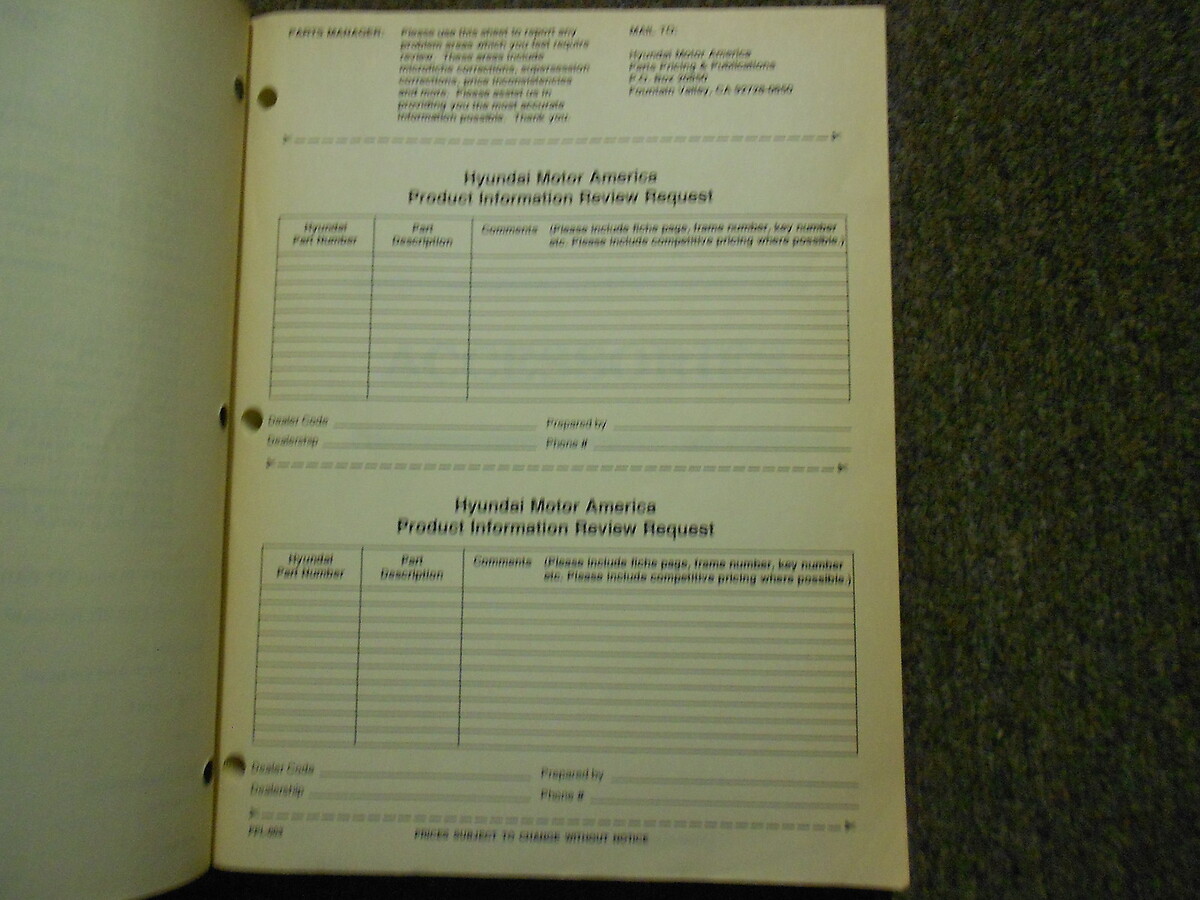 PARTS MANAGER:
Please use this sheet to report any
problem areas which you feel require
review. These areas include
microfiche corrections, supersession
corrections, price inconsistencies
and more. Please assist us in
providing you the most accurate
information possible. Thank you.
MAIL TO:
Hyundai Motor America
Parts Pricing & Publications
P.O. Box
Fountain Valley, CA
Hyundai Motor America
Product Information Review Request
Hyundai
Part Number
Part
Description
Comments (Please include fiche page, frame number, key number
etc. Please include competitive pricing where possible.)
Dealer Code
Prepared by
Dealership
Phone #
Hyundai Motor America
Product Information Review Request
Hyundai
Part Number
Part
Description
Comments (Please include fiche page, frame number, key number
etc. Please include competitive pricing where possible.)
Dealer Code
Prepared by
Dealership
Phone #
PRICES SUBJECT TO CHANGE WITHOUT NOTICE